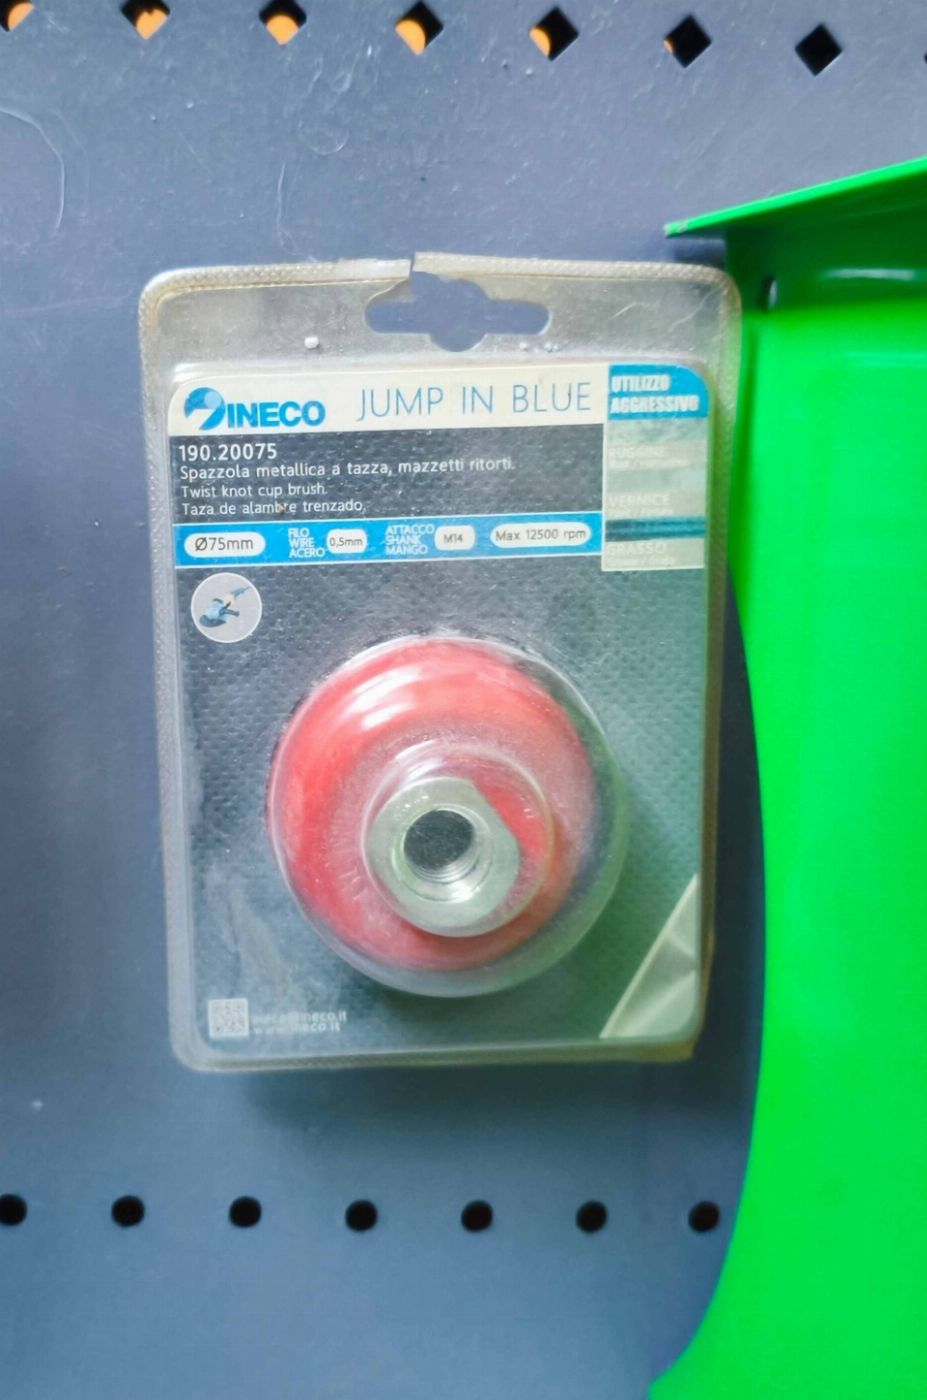 INECO JUMP IN BLUE
UTILIZZO
AGGRESSIVO
190.20075
Spazzola metallica a tazza, mazzetti ritorti.
Twist knot cup brush.
Taza de alambre trenzado.
RUGGINE
VERNICE
GRASSO
Ø75mm
FILO
WIRE
ACERO
0,5mm
ATTACCO
SHANK
MANGO
M14
Max 12500 rpm
www.ineco.it